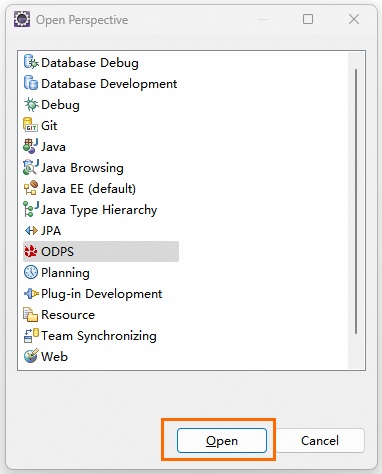 Open Perspective
Database Debug
Database Development
Debug
GIT Git
Java
Java Browsing
Java EE (default)
Java Type Hierarchy
JPA
ODPS
Planning
Plug-in Development
Resource
Team Synchronizing
Web
Open Cancel